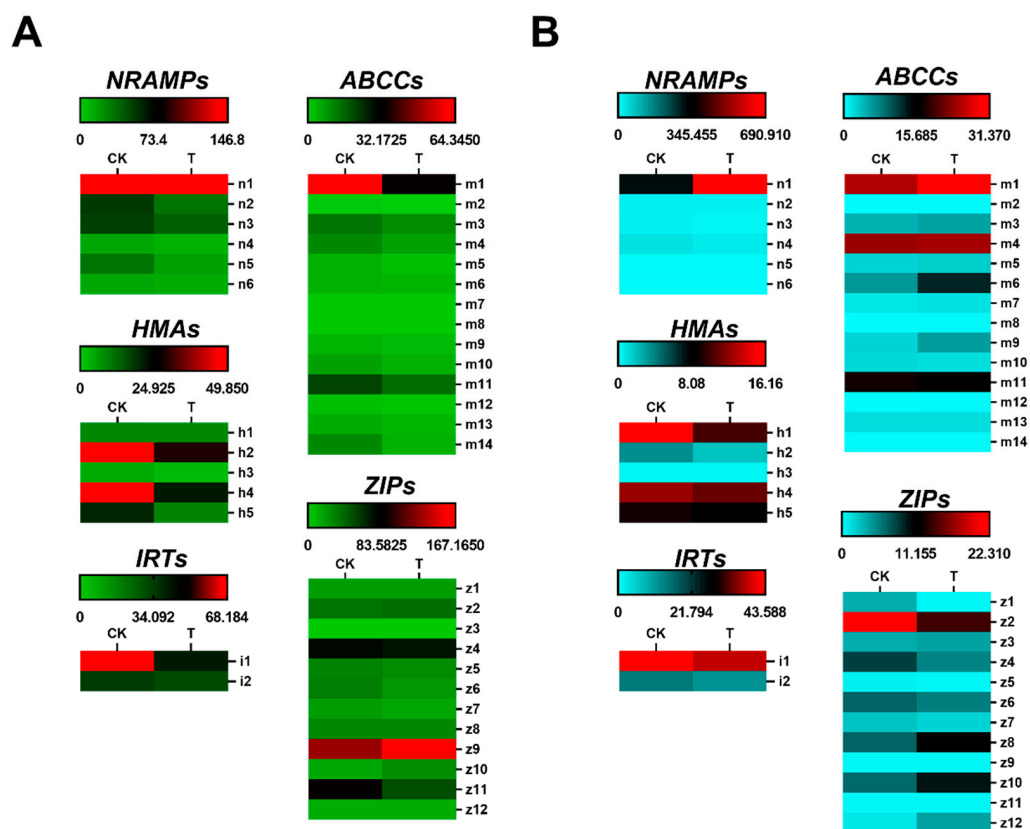 A
NRAMPs
0 73.4 146.8
CK T
n1
n2
n3
n4
n5
n6
HMAs
0 24.925 49.850
CK T
h1
h2
h3
h4
h5
IRTs
0 34.092 68.184
CK T
i1
i2
ABCCs
0 32.1725 64.3450
CK T
m1
m2
m3
m4
m5
m6
m7
m8
m9
m10
m11
m12
m13
m14
ZIPs
0 83.5825 167.1650
CK T
z1
z2
z3
z4
z5
z6
z7
z8
z9
z10
z11
z12
B
NRAMPs
0 345.455 690.910
CK T
n1
n2
n3
n4
n5
n6
HMAs
0 8.08 16.16
CK T
h1
h2
h3
h4
h5
IRTs
0 21.794 43.588
CK T
i1
i2
ABCCs
0 15.685 31.370
CK T
m1
m2
m3
m4
m5
m6
m7
m8
m9
m10
m11
m12
m13
m14
ZIPs
0 11.155 22.310
CK T
z1
z2
z3
z4
z5
z6
z7
z8
z9
z10
z11
z12